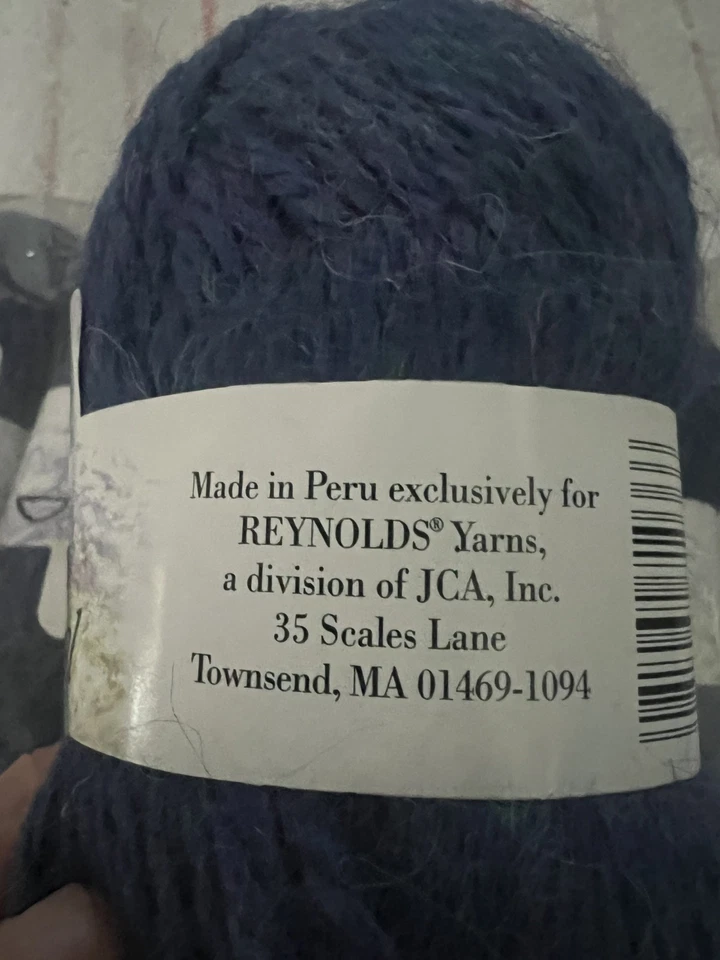 Made in Peru exclusively for
REYNOLDS® Yarns,
a division of JCA, Inc.
35 Scales Lane
Townsend, MA 01469-1094